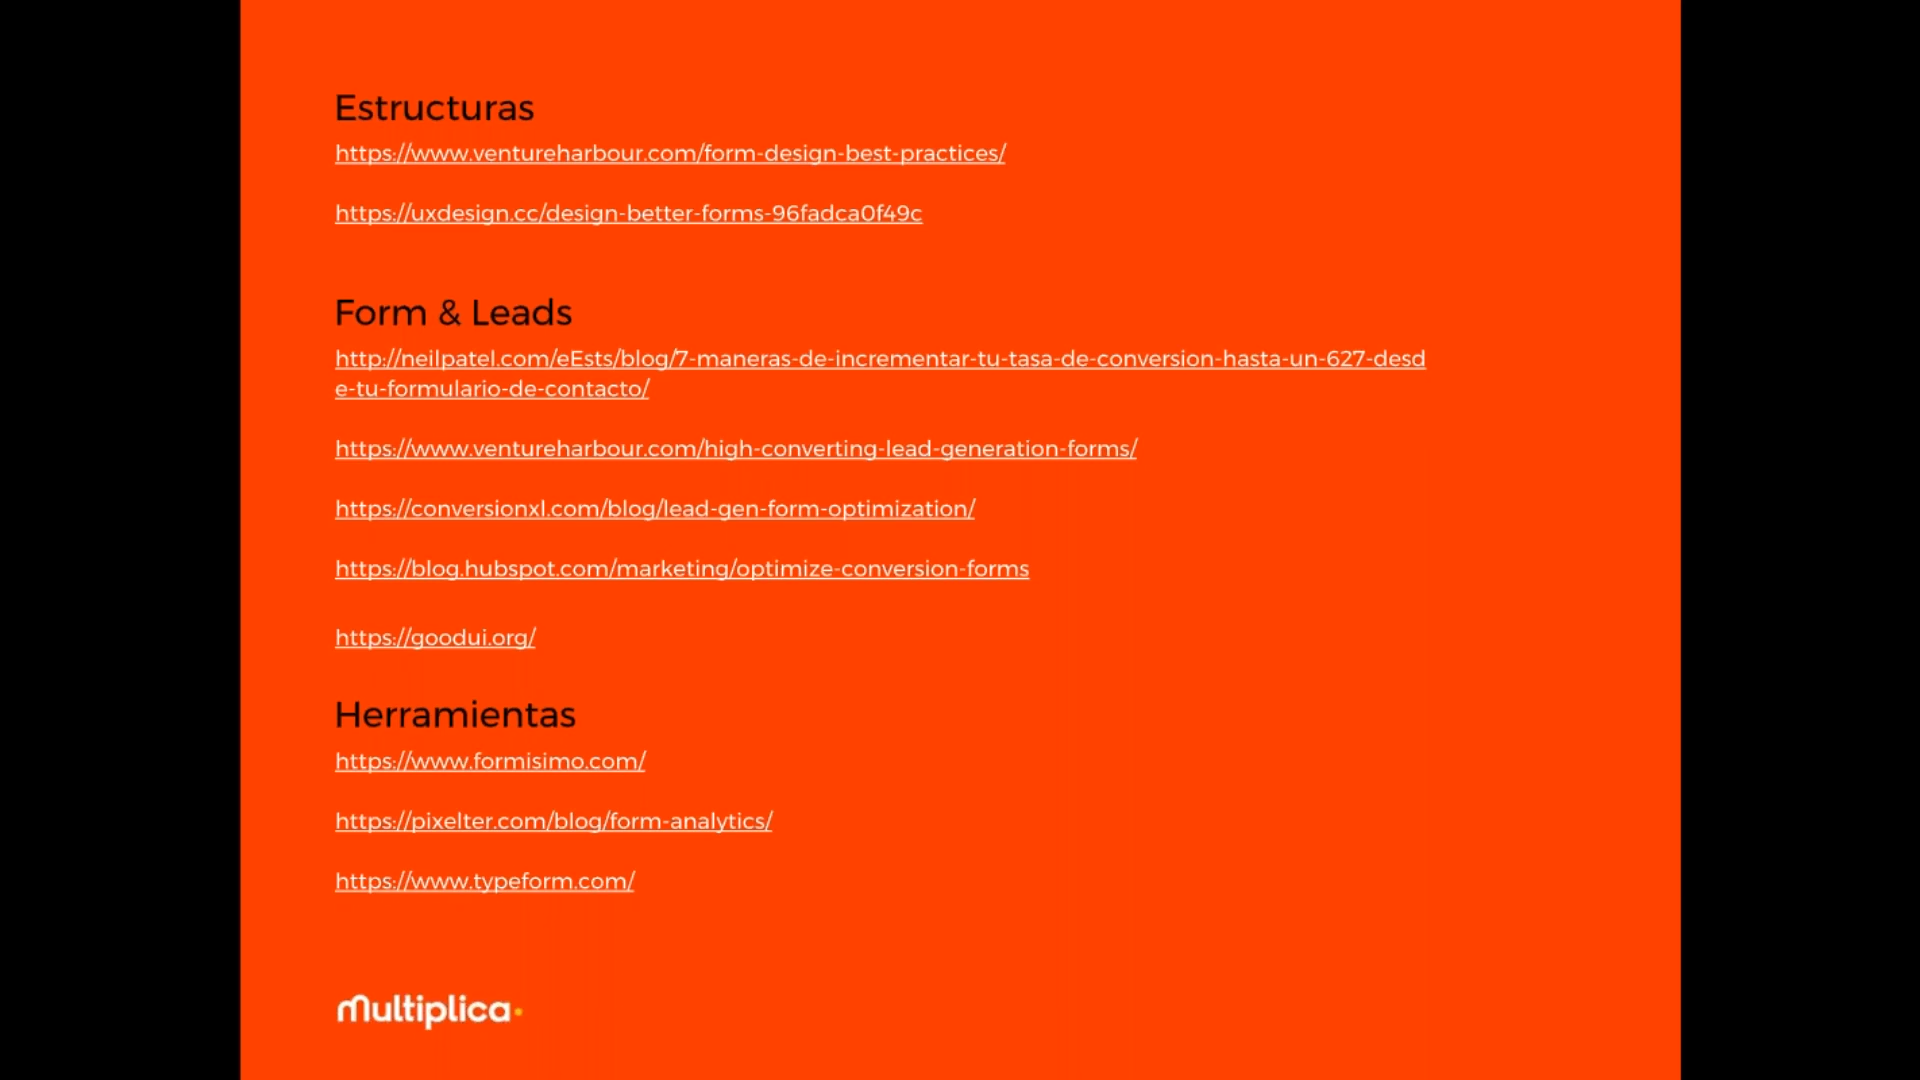 Estructuras
https://www.ventureharbour.com/form-design-best-practices/
https://uxdesign.cc/design-better-forms-96fadca0f49c
Form & Leads
http://neilpatel.com/eEsts/blog/7-maneras-de-incrementar-tu-tasa-de-conversion-hasta-un-627-desd
e-tu-formulario-de-contacto/
https://www.ventureharbour.com/high-converting-lead-generation-forms/
https://conversionxl.com/blog/lead-gen-form-optimization/
https://blog.hubspot.com/marketing/optimize-conversion-forms
https://goodui.org/
Herramientas
https://www.formisimo.com/
https://pixelter.com/blog/form-analytics/
https://www.typeform.com/
Multiplica